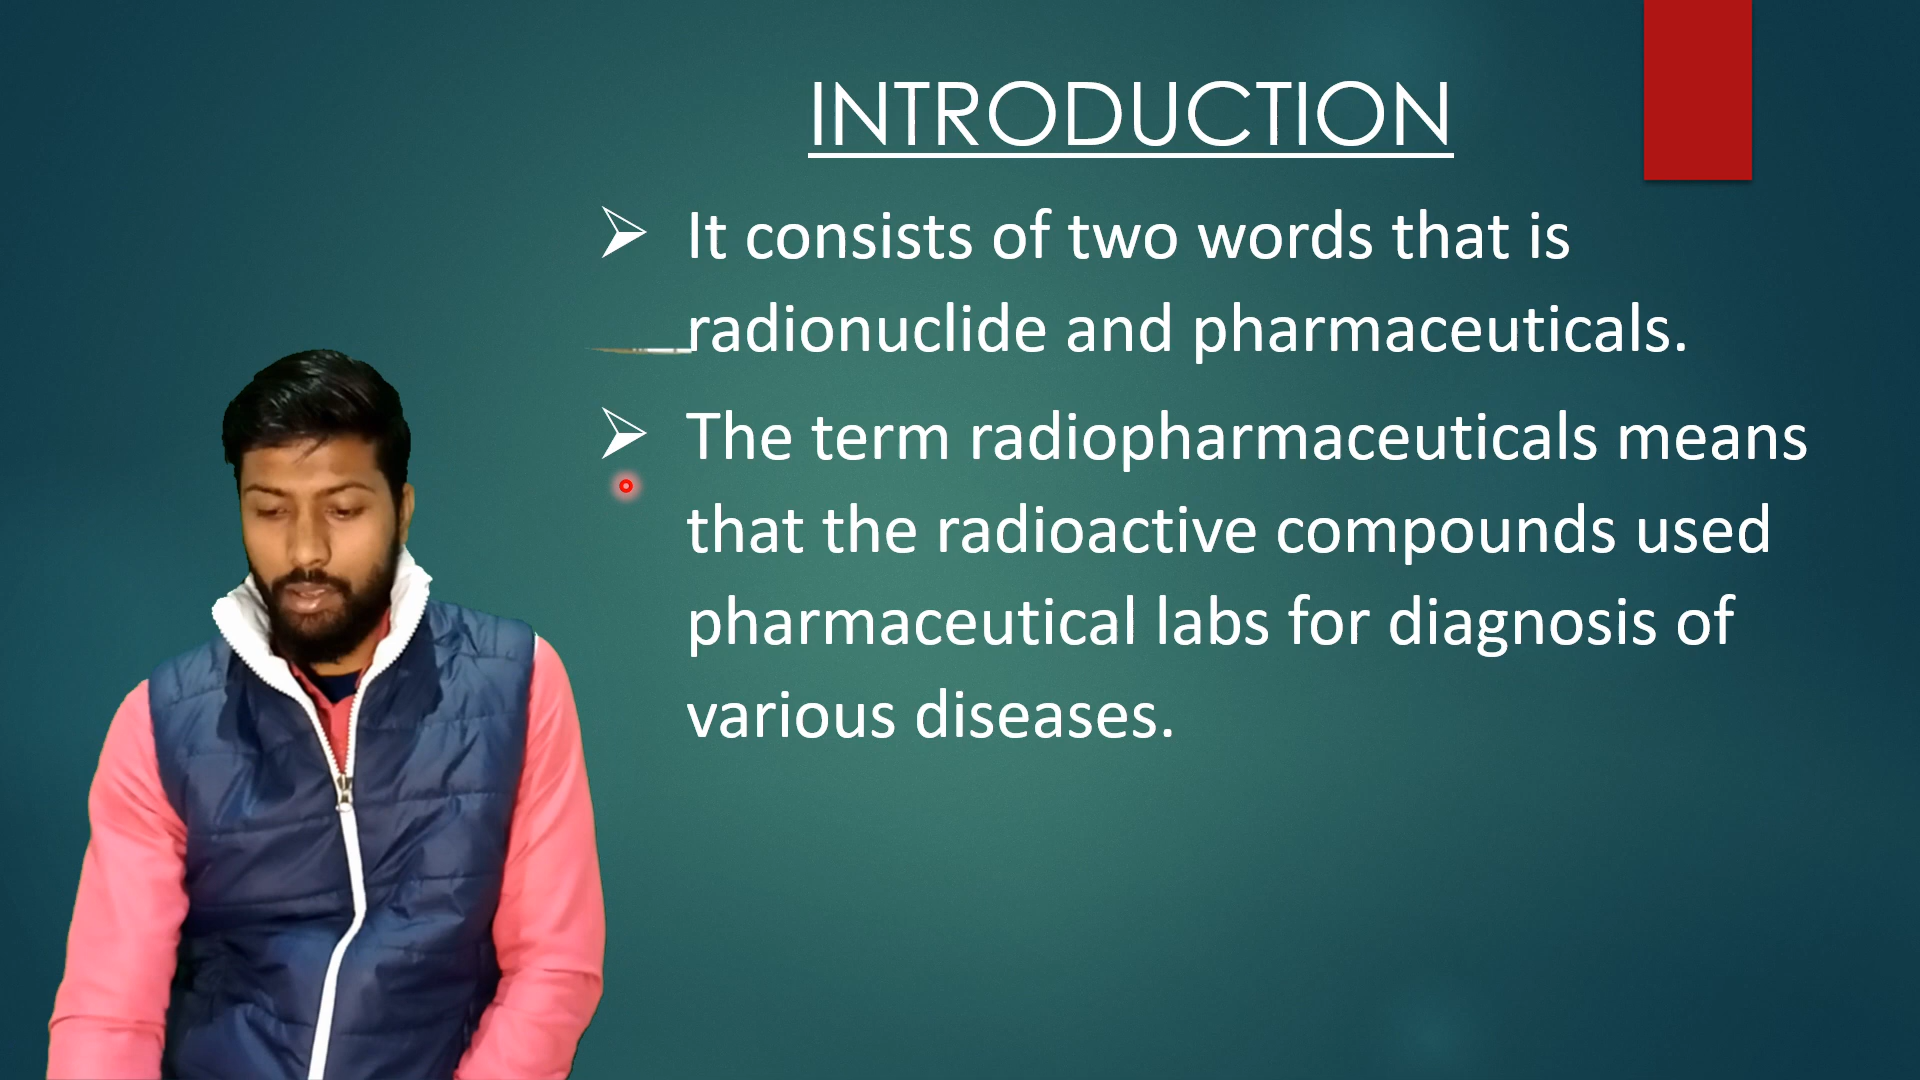 INTRODUCTION
It consists of two words that is
radionuclide and pharmaceuticals.
The term radiopharmaceuticals means
that the radioactive compounds used
pharmaceutical labs for diagnosis of
various diseases.